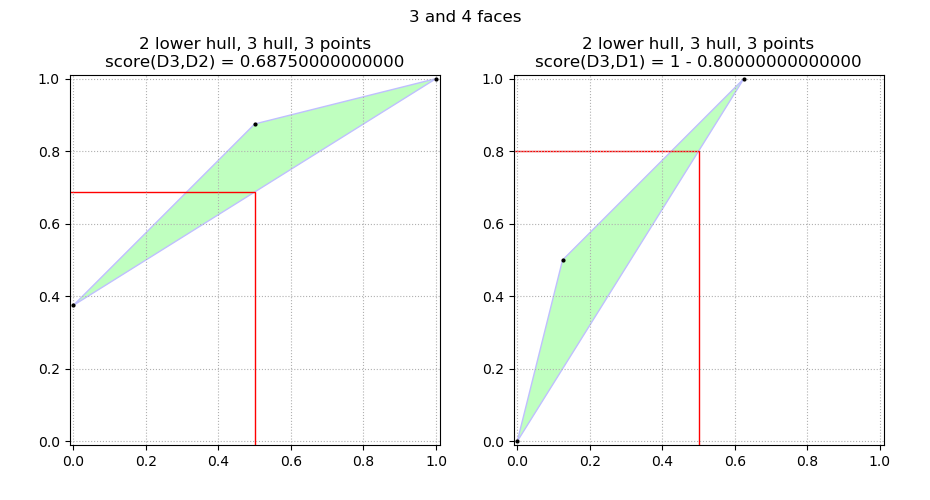 3 and 4 faces
2 lower hull, 3 hull, 3 points
score(D3,D2) = 0.68750000000000
1.0
0.8
0.6
0.4
0.2
0.0
0.0 0.2 0.4 0.6 0.8 1.0
2 lower hull, 3 hull, 3 points
score(D3,D1) = 1 - 0.80000000000000
1.0
0.8
0.6
0.4
0.2
0.0
0.0 0.2 0.4 0.6 0.8 1.0